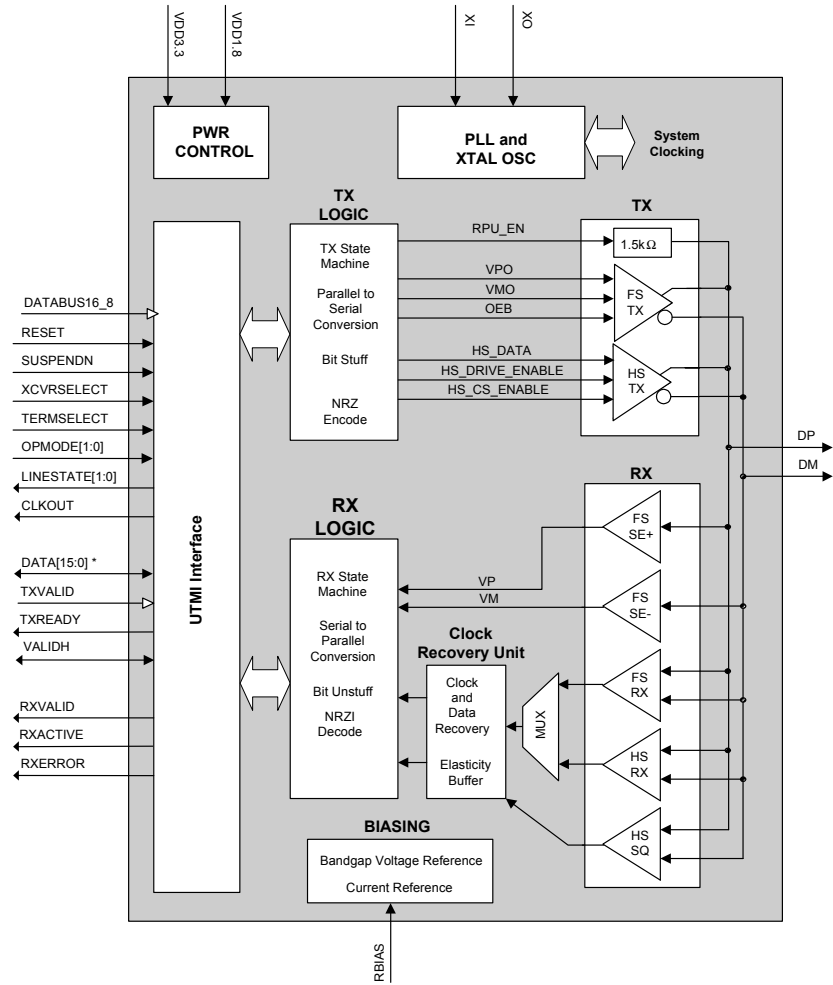 VDD3.3
VDD1.8
XI
XO
PWR
CONTROL
PLL and
XTAL OSC
System
Clocking
TX
LOGIC
TX State
Machine
Parallel to
Serial
Conversion
Bit Stuff
NRZ
Encode
RPU_EN
VPO
VMO
OEB
HS_DATA
HS_DRIVE_ENABLE
HS_CS_ENABLE
TX
1.5kΩ
FS
TX
HS
TX
DATABUS16_8
RESET
SUSPENDN
XCVRSELECT
TERMSELECT
OPMODE[1:0]
LINESTATE[1:0]
CLKOUT
DATA[15:0] *
TXVALID
TXREADY
VALIDH
RXVALID
RXACTIVE
RXERROR
UTMI Interface
DP
DM
RX
LOGIC
RX State
Machine
Serial to
Parallel
Conversion
Bit Unstuff
NRZI
Decode
VP
VM
Clock
Recovery Unit
Clock
and
Data
Recovery
Elasticity
Buffer
MUX
RX
FS
SE+
FS
SE-
FS
RX
HS
RX
HS
SQ
BIASING
Bandgap Voltage Reference
Current Reference
RBIAS